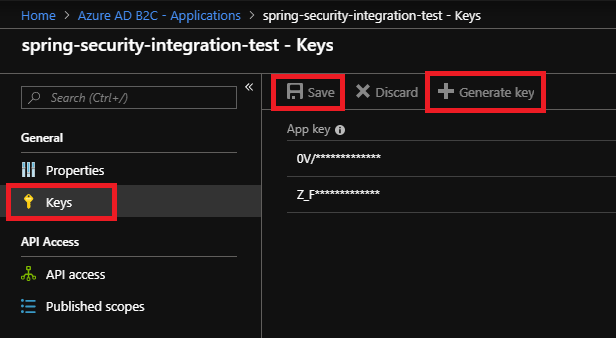 Home > Azure AD B2C - Applications > spring-security-integration-test - Keys
spring-security-integration-test - Keys
Search (Ctrl+/)
General
Properties
Keys
API Access
API access
Published scopes
Save Discard Generate key
App key
0V/*************
Z_F*************